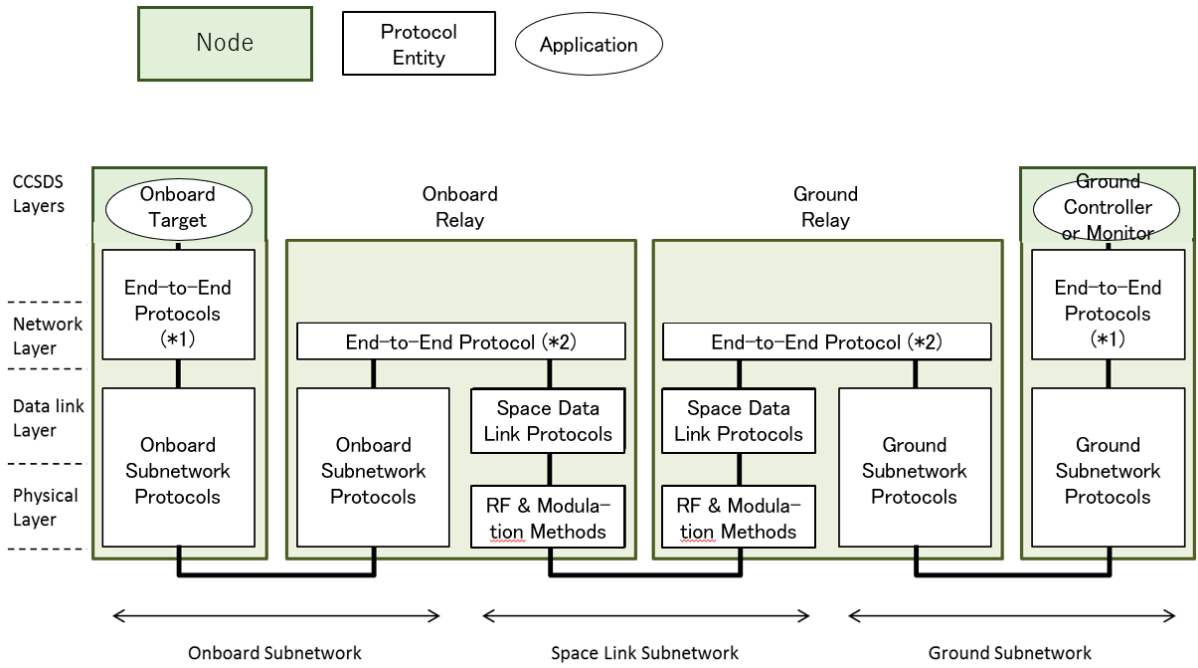 Node
Protocol
Entity
Application
CCSDS
Layers
Onboard
Target
Onboard
Relay
Ground
Relay
Ground
Controller
or Monitor
End-to-End
Protocols
(*1)
End-to-End
Protocols
(*1)
Network
Layer
End-to-End Protocol (*2)
End-to-End Protocol (*2)
Data link
Layer
Space Data
Link Protocols
Space Data
Link Protocols
Onboard
Subnetwork
Protocols
Onboard
Subnetwork
Protocols
Ground
Subnetwork
Protocols
Ground
Subnetwork
Protocols
Physical
Layer
RF & Modula-
tion Methods
RF & Modula-
tion Methods
Onboard Subnetwork
Space Link Subnetwork
Ground Subnetwork